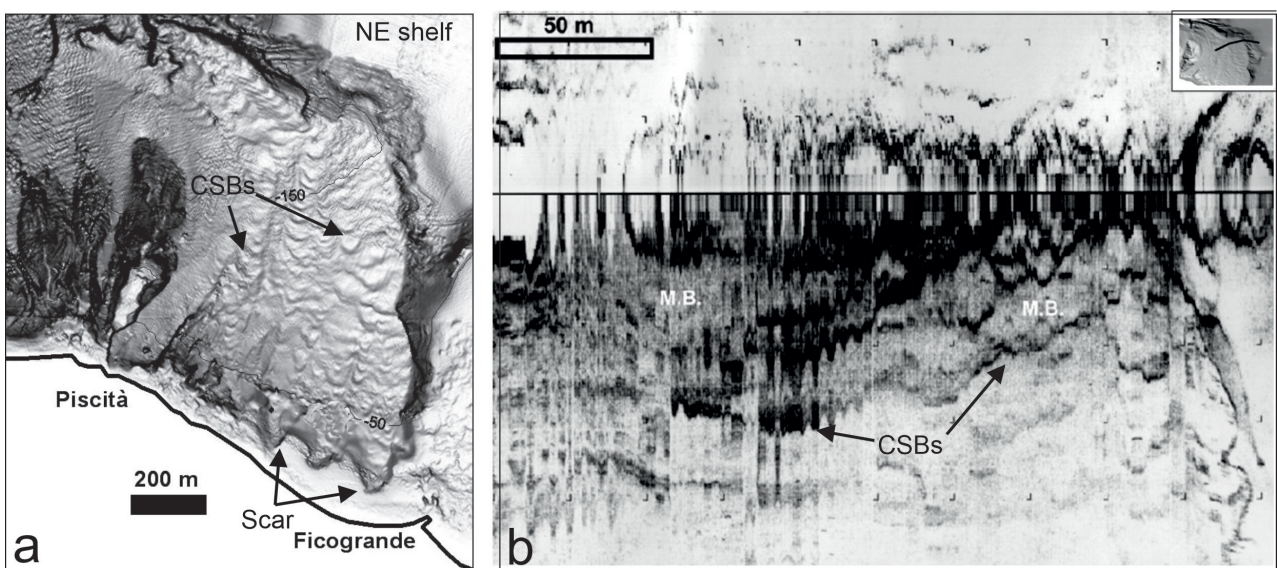 NE shelf
CSBs
-150
Piscità
-50
200 m
Scar
Ficogrande
a
50 m
M.B.
M.B.
CSBs
b